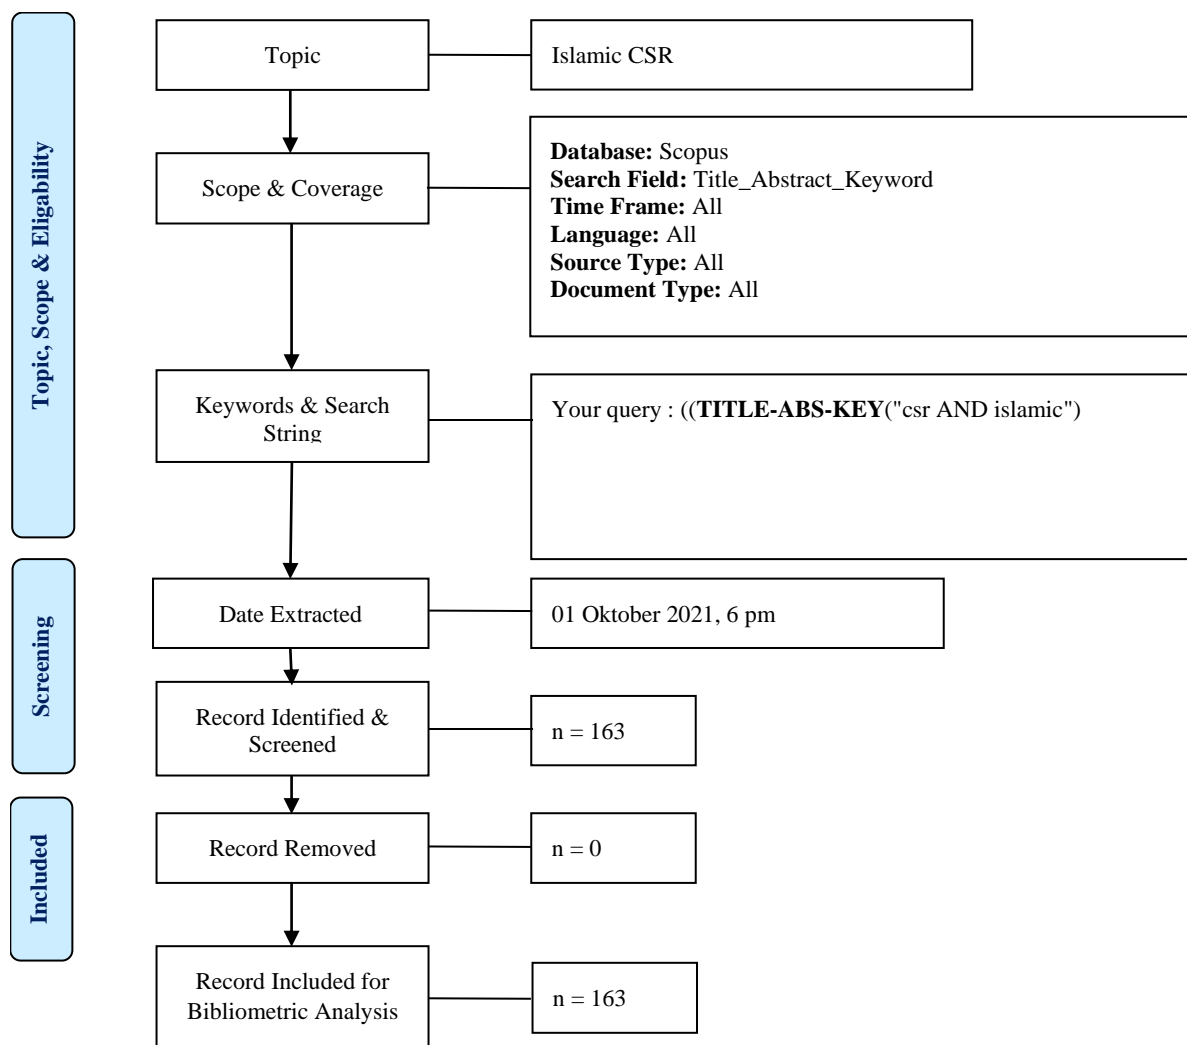 Topic, Scope & Eligability
Topic
Islamic CSR
Scope & Coverage
Database: Scopus
Search Field: Title_Abstract_Keyword
Time Frame: All
Language: All
Source Type: All
Document Type: All
Keywords & Search
String
Your query : ((TITLE-ABS-KEY("csr AND islamic")
Screening
Date Extracted
01 Oktober 2021, 6 pm
Record Identified &
Screened
n = 163
Included
Record Removed
n = 0
Record Included for
Bibliometric Analysis
n = 163